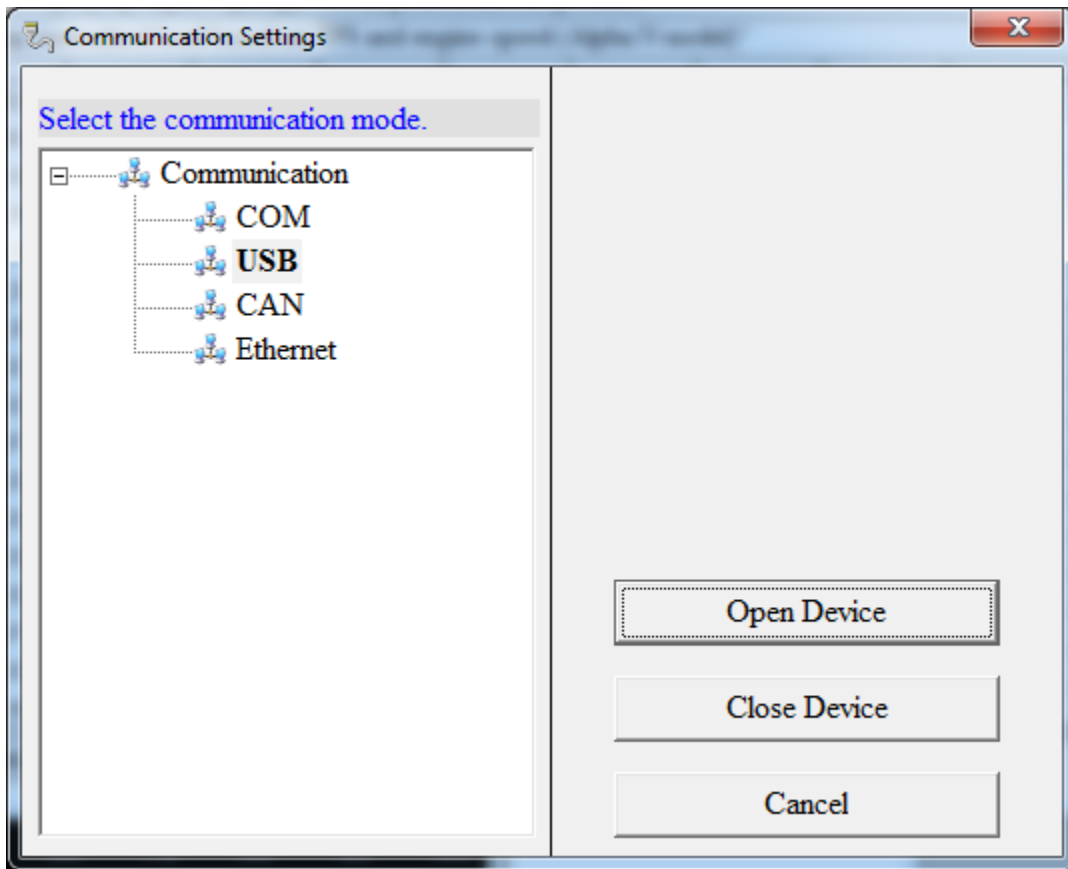 Communication Settings
Select the communication mode.
Communication
COM
USB
CAN
Ethernet
Open Device
Close Device
Cancel